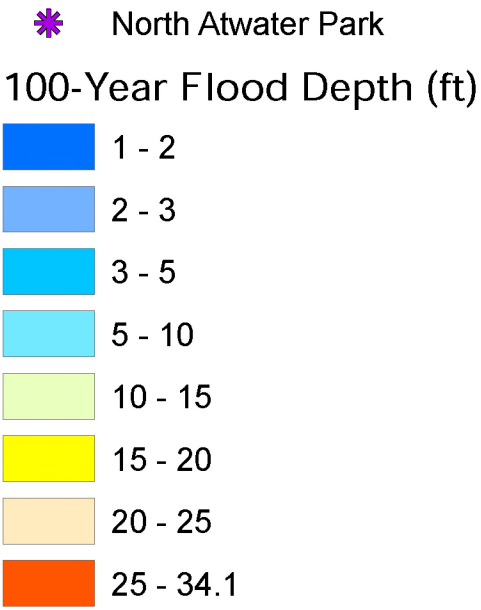 North Atwater Park
100-Year Flood Depth (ft)
1 - 2
2 - 3
3 - 5
5 - 10
10 - 15
15 - 20
20 - 25
25 - 34.1